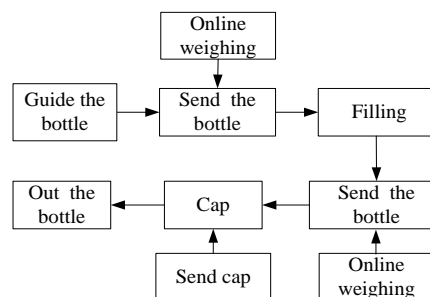 Online
weighing
Guide the
bottle
Send the
bottle
Filling
Out the
bottle
Cap
Send the
bottle
Send cap
Online
weighing